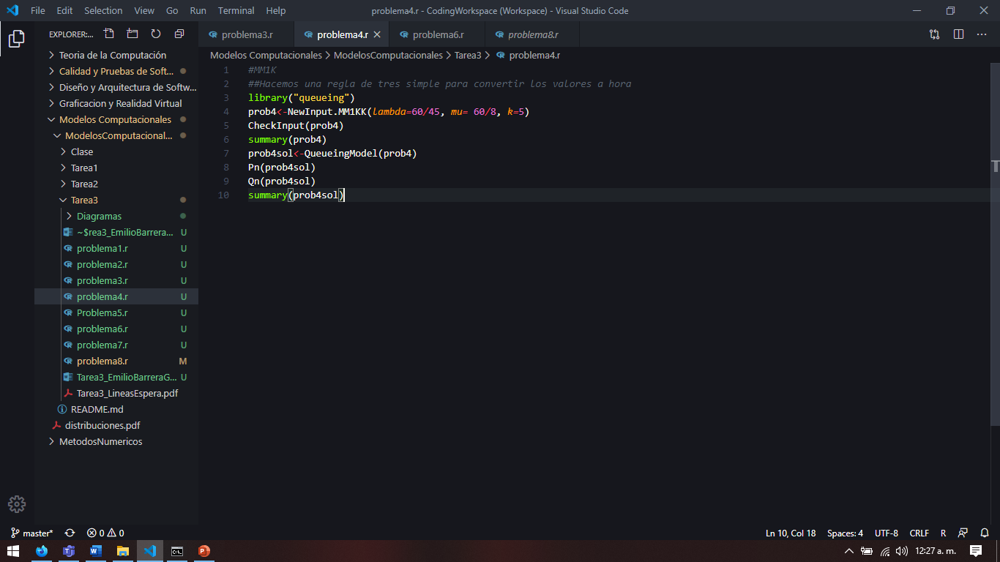 File Edit Selection View Go Run Terminal Help
problema4.r - CodingWorkspace (Workspace) - Visual Studio Code
EXPLORER:...
Teoria de la Computación
Calidad y Pruebas de Soft...
Diseño y Arquitectura de Softw...
Graficacion y Realidad Virtual
Modelos Computacionales
ModelosComputacional...
Clase
Tarea1
Tarea2
Tarea3
Diagramas
~$rea3_EmilioBarrera... U
problema1.r U
problema2.r U
problema3.r U
problema4.r U
Problema5.r U
problema6.r U
problema7.r U
problema8.r M
Tarea3_EmilioBarreraG... U
Tarea3_LineasEspera.pdf
README.md
distribuciones.pdf
MetodosNumericos
problema3.r problema4.r problema6.r problema8.r
Modelos Computacionales > ModelosComputacionales > Tarea3 > problema4.r
1 #MM1K
2 ##Hacemos una regla de tres simple para convertir los valores a hora
3 library("queueing")
4 prob4<-NewInput.MM1KK(lambda=60/45, mu= 60/8, k=5)
5 CheckInput(prob4)
6 summary(prob4)
7 prob4sol<-QueueingModel(prob4)
8 Pn(prob4sol)
9 Qn(prob4sol)
10 summary(prob4sol)
master* 0 0 Ln 10, Col 18 Spaces: 4 UTF-8 CRLF R
12:27 a. m.